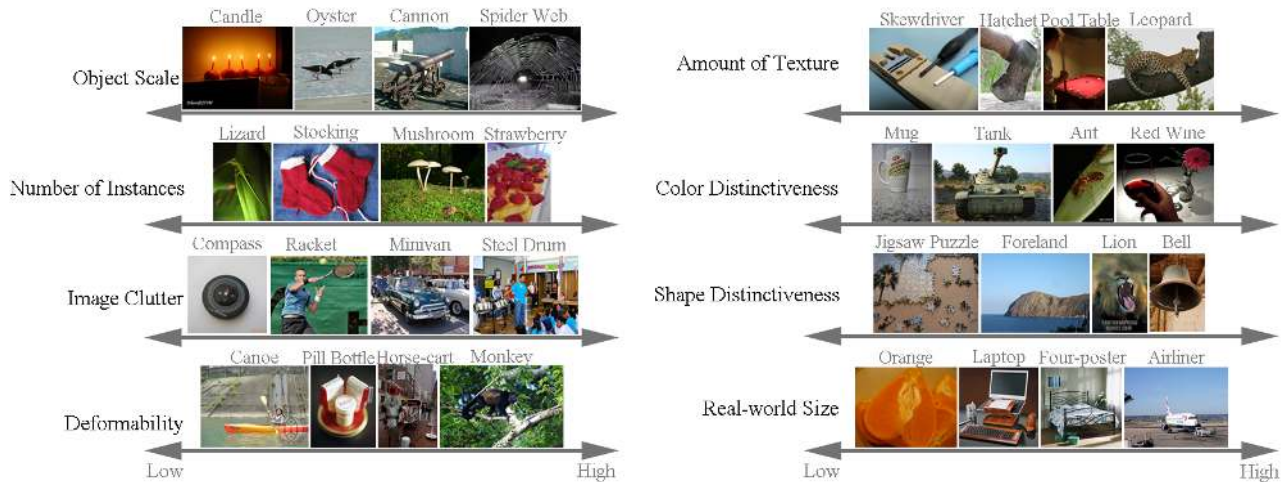 Candle Oyster Cannon Spider Web
Object Scale
Lizard Stocking Mushroom Strawberry
Number of Instances
Compass Racket Minivan Steel Drum
Image Clutter
Canoe Pill Bottle Horse-cart Monkey
Deformability
Low High
Skewdriver Hatchet Pool Table Leopard
Amount of Texture
Mug Tank Ant Red Wine
Color Distinctiveness
Jigsaw Puzzle Foreland Lion Bell
Shape Distinctiveness
Orange Laptop Four-poster Airliner
Real-world Size
Low High